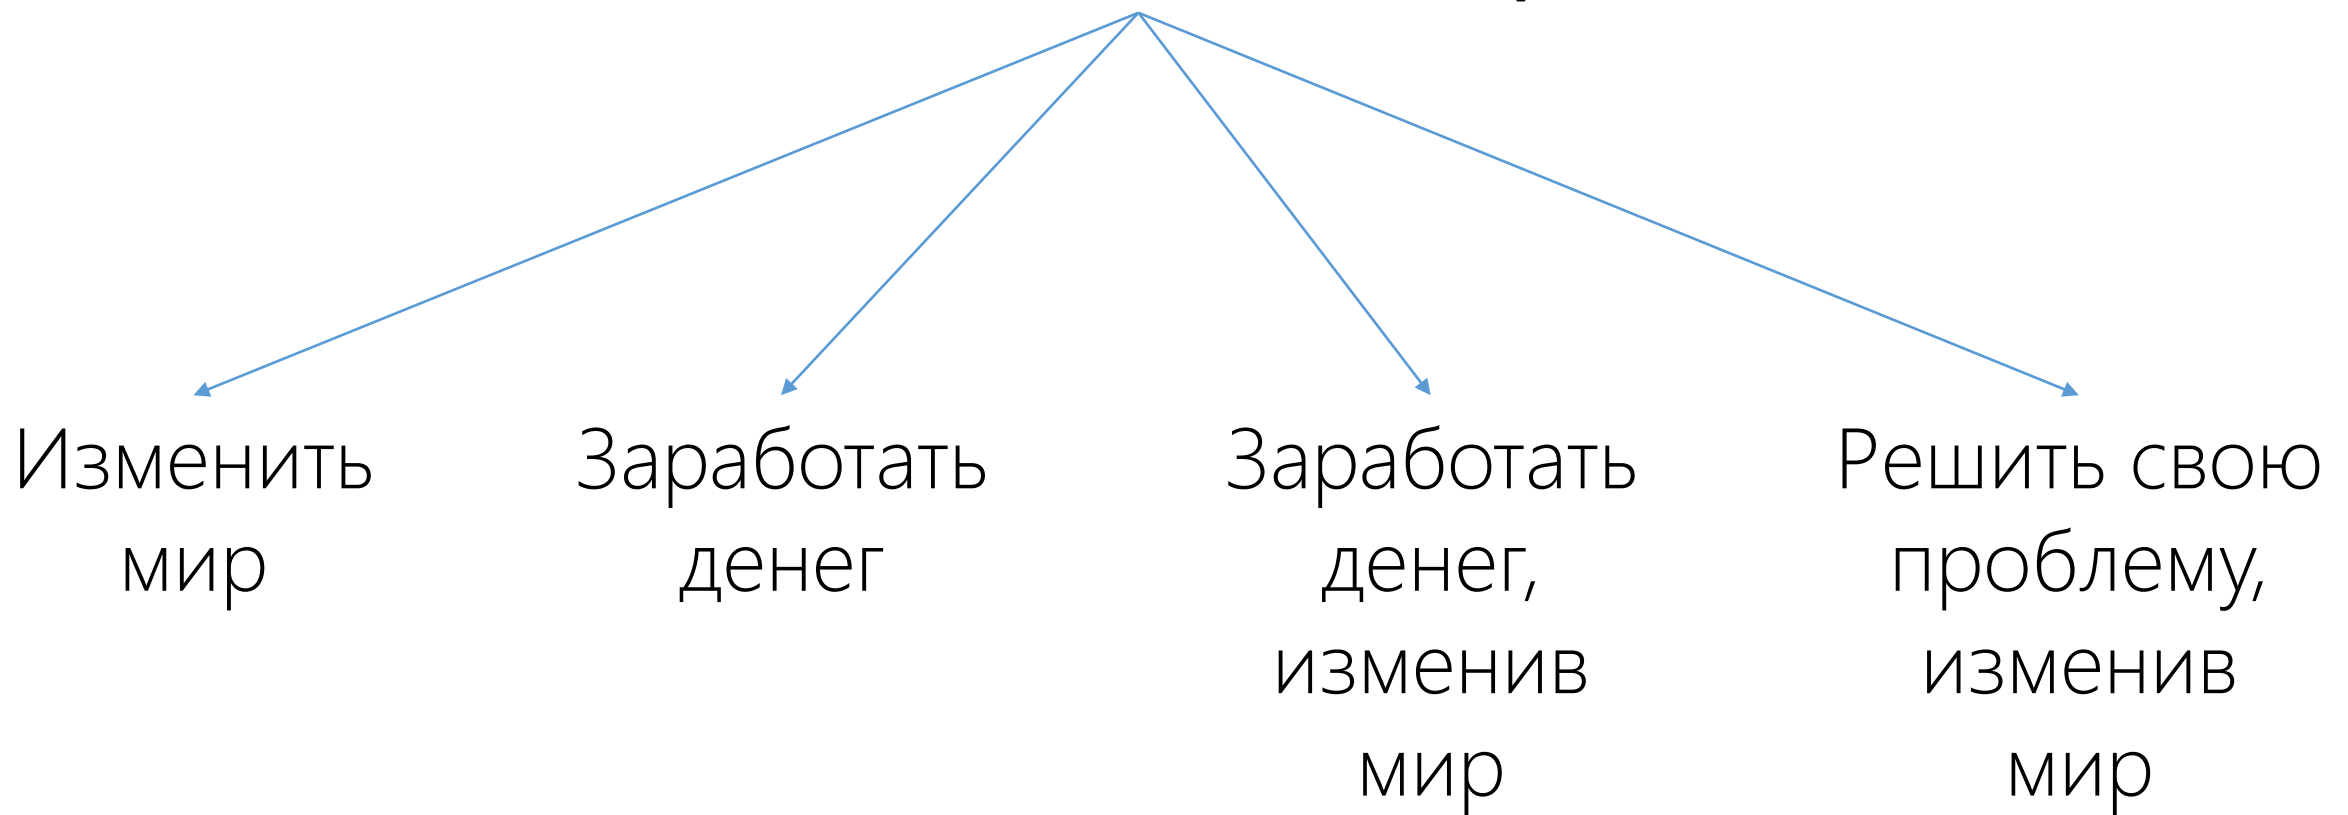 Изменить
мир
Заработать
денег
Заработать
денег,
изменив
мир
Решить свою
проблему,
изменив
мир